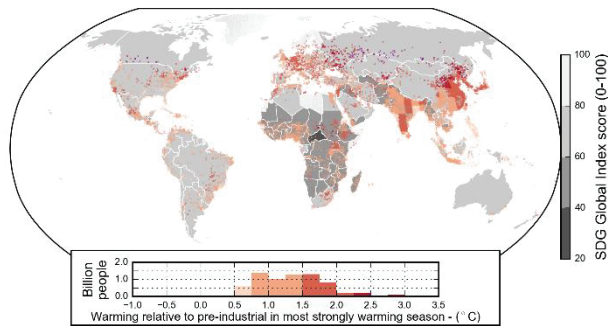 100
80
60
40
20
SDG Global Index score (0-100)
Billion
people
2.0
1.0
0.0
−1.0 −0.5 0.0 0.5 1.0 1.5 2.0 2.5 3.0 3.5
Warming relative to pre-industrial in most strongly warming season - (°C)